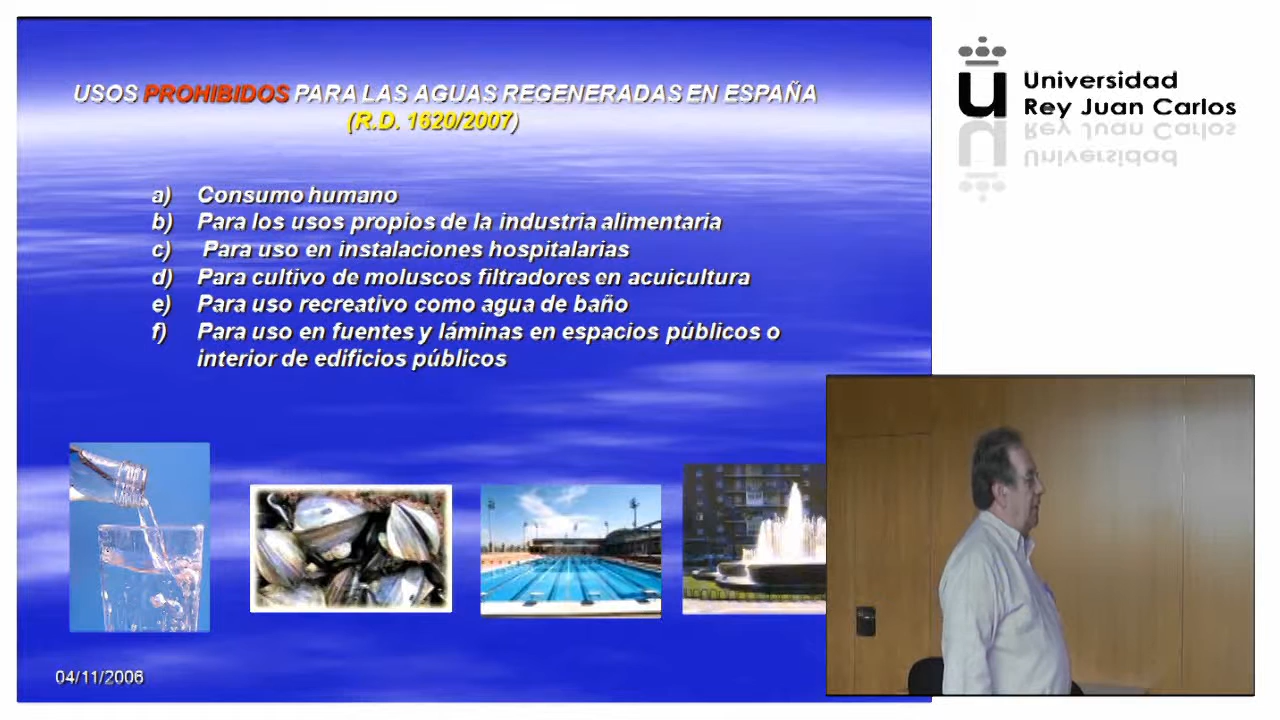 USOS PROHIBIDOS PARA LAS AGUAS REGENERADAS EN ESPAÑA
(R.D. 1620/2007)
a) Consumo humano
b) Para los usos propios de la industria alimentaria
c) Para uso en instalaciones hospitalarias
d) Para cultivo de moluscos filtradores en acuicultura
e) Para uso recreativo como agua de baño
f) Para uso en fuentes y láminas en espacios públicos o
interior de edificios públicos
04/11/2006
u Universidad
Rey Juan Carlos